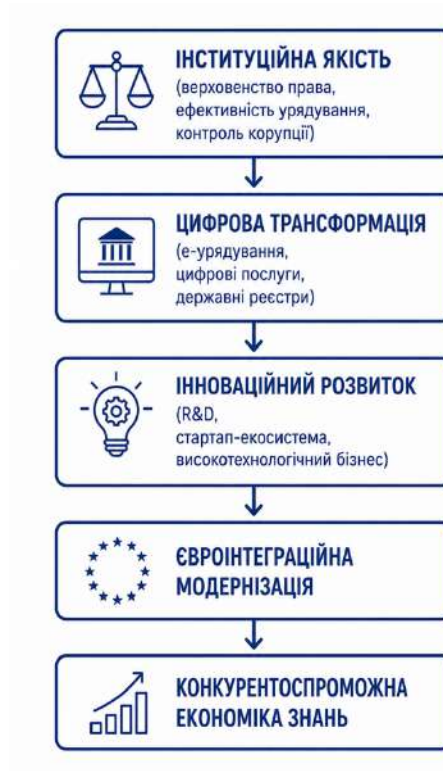 ІНСТИТУЦІЙНА ЯКІСТЬ
(верховенство права,
ефективність урядування,
контроль корупції)
ЦИФРОВА ТРАНСФОРМАЦІЯ
(е-урядування,
цифрові послуги,
державні реєстри)
ІННОВАЦІЙНИЙ РОЗВИТОК
(R&D,
стартап-екосистема,
високотехнологічний бізнес)
ЄВРОІНТЕГРАЦІЙНА
МОДЕРНІЗАЦІЯ
КОНКУРЕНТОСПРОМОЖНА
ЕКОНОМІКА ЗНАНЬ